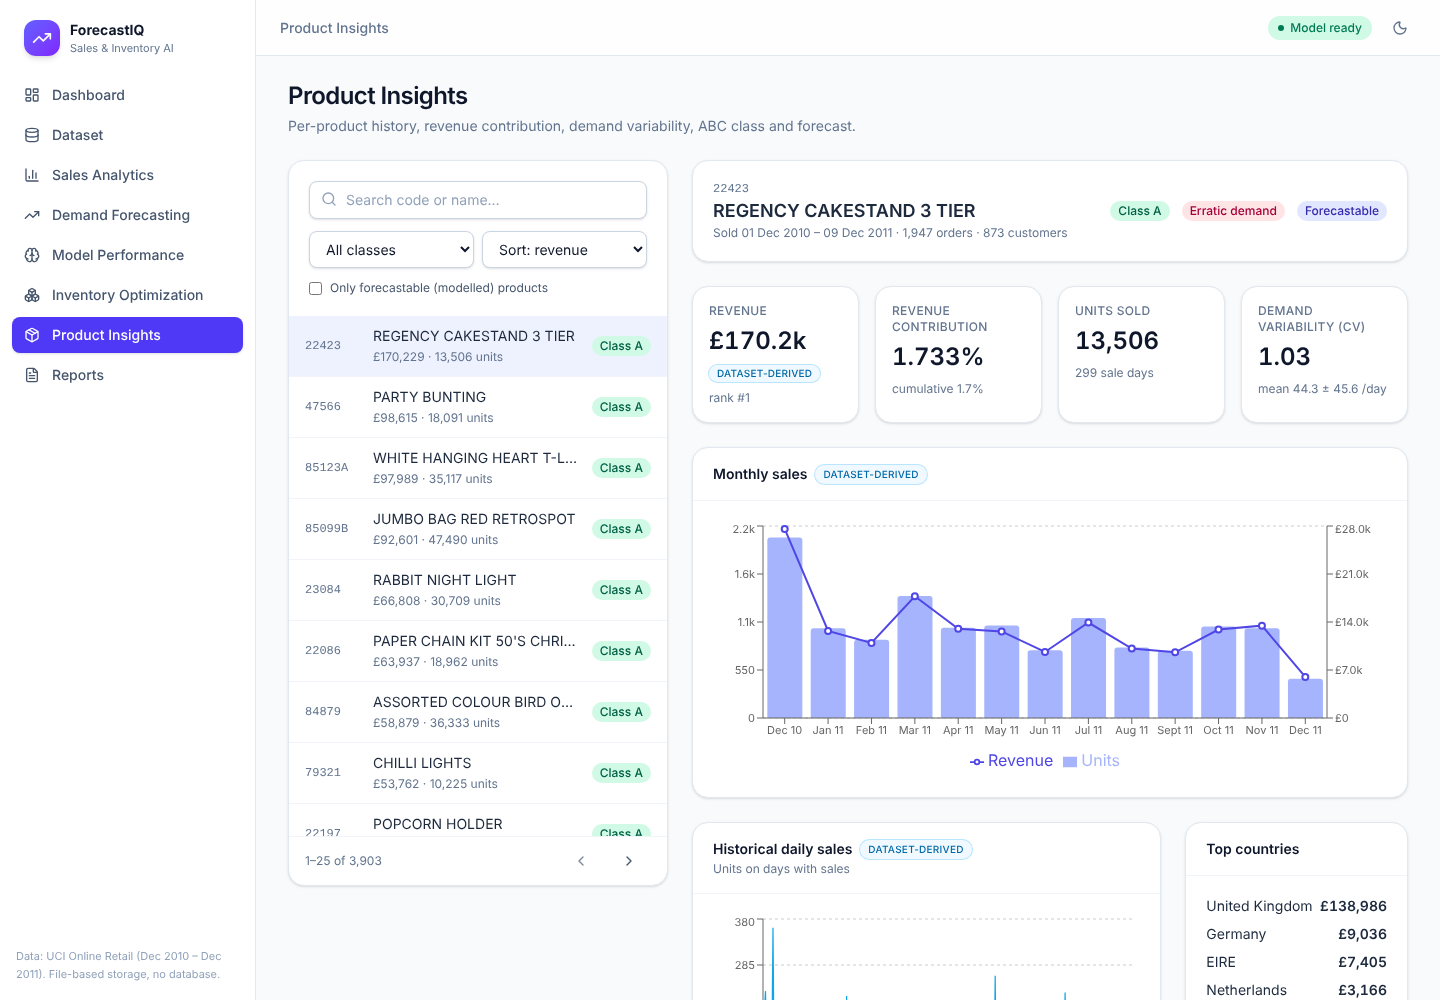 ForecastIQ
Sales & Inventory AI
Dashboard
Dataset
Sales Analytics
Demand Forecasting
Model Performance
Inventory Optimization
Product Insights
Reports
Data: UCI Online Retail (Dec 2010 – Dec
2011). File-based storage, no database.
Product Insights
Model ready
Product Insights
Per-product history, revenue contribution, demand variability, ABC class and forecast.
Search code or name...
All classes
Sort: revenue
Only forecastable (modelled) products
22423
REGENCY CAKESTAND 3 TIER
£170,229 · 13,506 units
Class A
47566
PARTY BUNTING
£98,615 · 18,091 units
Class A
85123A
WHITE HANGING HEART T-L...
£97,989 · 35,117 units
Class A
85099B
JUMBO BAG RED RETROSPOT
£92,601 · 47,490 units
Class A
23084
RABBIT NIGHT LIGHT
£66,808 · 30,709 units
Class A
22086
PAPER CHAIN KIT 50'S CHRI...
£63,937 · 18,962 units
Class A
84879
ASSORTED COLOUR BIRD O...
£58,879 · 36,333 units
Class A
79321
CHILLI LIGHTS
£53,762 · 10,225 units
Class A
22197
POPCORN HOLDER
Class A
1–25 of 3,903
22423
REGENCY CAKESTAND 3 TIER
Sold 01 Dec 2010 – 09 Dec 2011 · 1,947 orders · 873 customers
Class A
Erratic demand
Forecastable
REVENUE
£170.2k
DATASET-DERIVED
rank #1
REVENUE
CONTRIBUTION
1.733%
cumulative 1.7%
UNITS SOLD
13,506
299 sale days
DEMAND
VARIABILITY (CV)
1.03
mean 44.3 ± 45.6 /day
Monthly sales
DATASET-DERIVED
2.2k
1.6k
1.1k
550
0
£28.0k
£21.0k
£14.0k
£7.0k
£0
Dec 10 Jan 11 Feb 11 Mar 11 Apr 11 May 11 Jun 11 Jul 11 Aug 11 Sept 11 Oct 11 Nov 11 Dec 11
Revenue Units
Historical daily sales
DATASET-DERIVED
Units on days with sales
380
285
Top countries
United Kingdom £138,986
Germany £9,036
EIRE £7,405
Netherlands £3,166